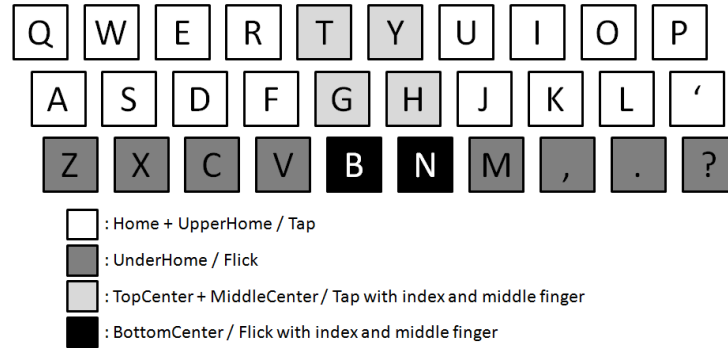 Q W E R T Y U I O P
A S D F G H J K L ‘
Z X C V B N M , . ?
: Home + UpperHome / Tap
: UnderHome / Flick
: TopCenter + MiddleCenter / Tap with index and middle finger
: BottomCenter / Flick with index and middle finger